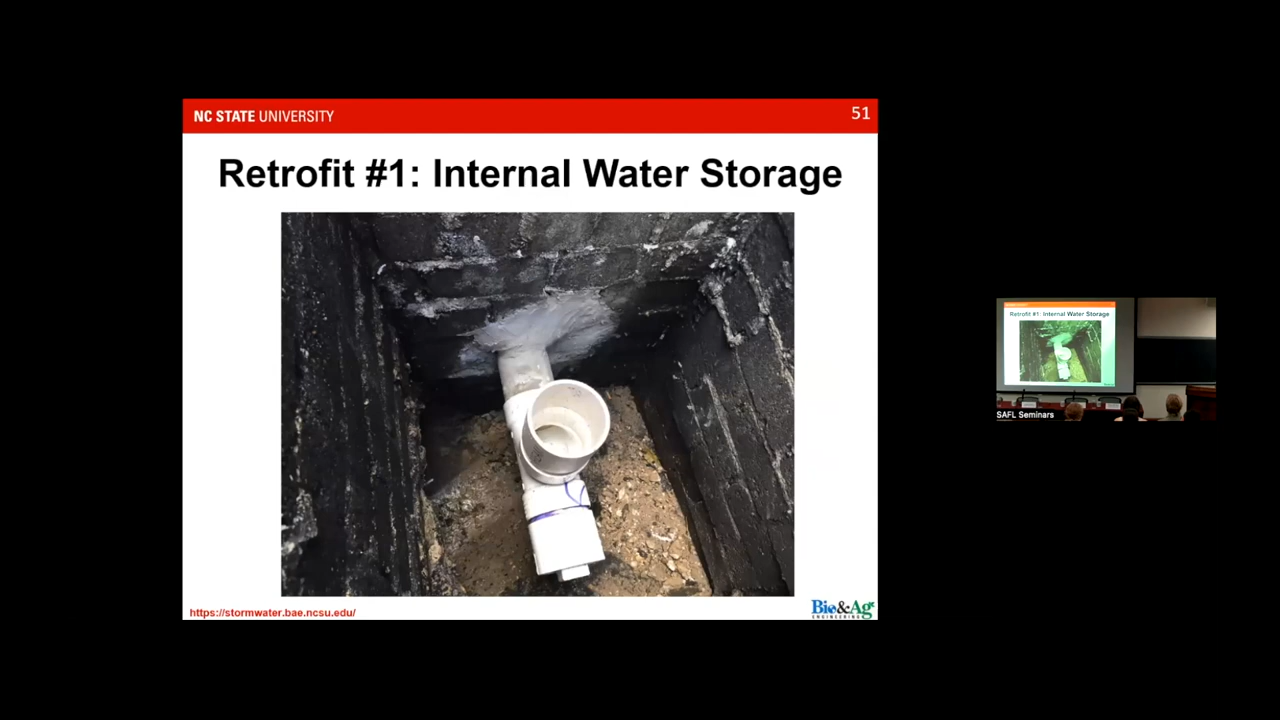 NC STATE UNIVERSITY
51
Retrofit #1: Internal Water Storage
https://stormwater.bae.ncsu.edu/
Bio&Ag
ENGINEERING
Retrofit #1: Internal Water Storage
SAFL Seminars